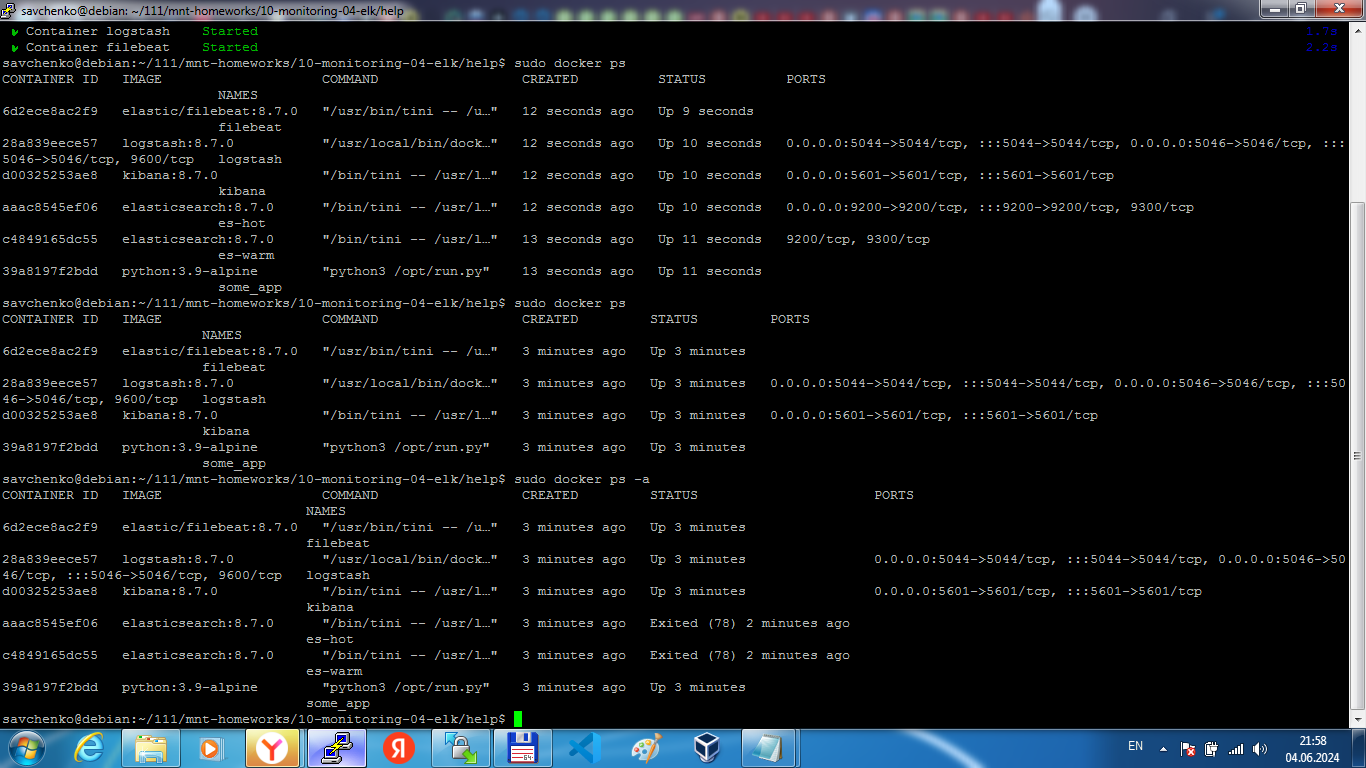 savchenko@debian: ~/111/mnt-homeworks/10-monitoring-04-elk/help
✔ Container logstash    Started    1.7s
✔ Container filebeat    Started    2.2s
savchenko@debian:~/111/mnt-homeworks/10-monitoring-04-elk/help$ sudo docker ps
CONTAINER ID   IMAGE                    COMMAND                  CREATED          STATUS          PORTS
NAMES
6d2ece8ac2f9   elastic/filebeat:8.7.0   "/usr/bin/tini -- /u…"   12 seconds ago   Up 9 seconds
filebeat
28a839eece57   logstash:8.7.0           "/usr/local/bin/dock…"   12 seconds ago   Up 10 seconds   0.0.0.0:5044->5044/tcp, :::5044->5044/tcp, 0.0.0.0:5046->5046/tcp, :::
5046->5046/tcp, 9600/tcp   logstash
d00325253ae8   kibana:8.7.0             "/bin/tini -- /usr/l…"   12 seconds ago   Up 10 seconds   0.0.0.0:5601->5601/tcp, :::5601->5601/tcp
kibana
aaac8545ef06   elasticsearch:8.7.0      "/bin/tini -- /usr/l…"   12 seconds ago   Up 10 seconds   0.0.0.0:9200->9200/tcp, :::9200->9200/tcp, 9300/tcp
es-hot
c4849165dc55   elasticsearch:8.7.0      "/bin/tini -- /usr/l…"   13 seconds ago   Up 11 seconds   9200/tcp, 9300/tcp
es-warm
39a8197f2bdd   python:3.9-alpine        "python3 /opt/run.py"    13 seconds ago   Up 11 seconds
some_app
savchenko@debian:~/111/mnt-homeworks/10-monitoring-04-elk/help$ sudo docker ps
CONTAINER ID   IMAGE                    COMMAND                  CREATED         STATUS         PORTS
NAMES
6d2ece8ac2f9   elastic/filebeat:8.7.0   "/usr/bin/tini -- /u…"   3 minutes ago   Up 3 minutes
filebeat
28a839eece57   logstash:8.7.0           "/usr/local/bin/dock…"   3 minutes ago   Up 3 minutes   0.0.0.0:5044->5044/tcp, :::5044->5044/tcp, 0.0.0.0:5046->5046/tcp, :::50
46->5046/tcp, 9600/tcp   logstash
d00325253ae8   kibana:8.7.0             "/bin/tini -- /usr/l…"   3 minutes ago   Up 3 minutes   0.0.0.0:5601->5601/tcp, :::5601->5601/tcp
kibana
39a8197f2bdd   python:3.9-alpine        "python3 /opt/run.py"    3 minutes ago   Up 3 minutes
some_app
savchenko@debian:~/111/mnt-homeworks/10-monitoring-04-elk/help$ sudo docker ps -a
CONTAINER ID   IMAGE                    COMMAND                  CREATED         STATUS                      PORTS
NAMES
6d2ece8ac2f9   elastic/filebeat:8.7.0   "/usr/bin/tini -- /u…"   3 minutes ago   Up 3 minutes
filebeat
28a839eece57   logstash:8.7.0           "/usr/local/bin/dock…"   3 minutes ago   Up 3 minutes                0.0.0.0:5044->5044/tcp, :::5044->5044/tcp, 0.0.0.0:5046->50
46/tcp, :::5046->5046/tcp, 9600/tcp   logstash
d00325253ae8   kibana:8.7.0             "/bin/tini -- /usr/l…"   3 minutes ago   Up 3 minutes                0.0.0.0:5601->5601/tcp, :::5601->5601/tcp
kibana
aaac8545ef06   elasticsearch:8.7.0      "/bin/tini -- /usr/l…"   3 minutes ago   Exited (78) 2 minutes ago
es-hot
c4849165dc55   elasticsearch:8.7.0      "/bin/tini -- /usr/l…"   3 minutes ago   Exited (78) 2 minutes ago
es-warm
39a8197f2bdd   python:3.9-alpine        "python3 /opt/run.py"    3 minutes ago   Up 3 minutes
some_app
savchenko@debian:~/111/mnt-homeworks/10-monitoring-04-elk/help$
EN
21:58
04.06.2024